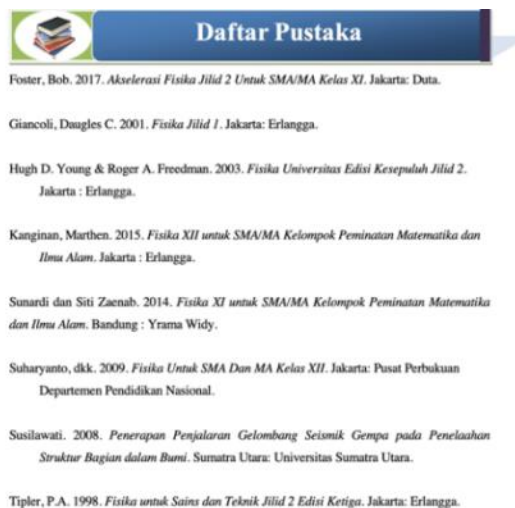 Daftar Pustaka
Foster, Bob. 2017. Akselerasi Fisika Jilid 2 Untuk SMA/MA Kelas XI. Jakarta: Duta.
Giancoli, Daugles C. 2001. Fisika Jilid 1. Jakarta: Erlangga.
Hugh D. Young & Roger A. Freedman. 2003. Fisika Universitas Edisi Kesepuluh Jilid 2.
Jakarta : Erlangga.
Kanginan, Marthen. 2015. Fisika XII untuk SMA/MA Kelompok Peminatan Matematika dan
Ilmu Alam. Jakarta : Erlangga.
Sunardi dan Siti Zaenab. 2014. Fisika XI untuk SMA/MA Kelompok Peminatan Matematika
dan Ilmu Alam. Bandung : Yrama Widy.
Suharyanto, dkk. 2009. Fisika Untuk SMA Dan MA Kelas XII. Jakarta: Pusat Perbukuan
Departemen Pendidikan Nasional.
Susilawati. 2008. Penerapan Penjalaran Gelombang Seismik Gempa pada Penelaahan
Struktur Bagian dalam Bumi. Sumatra Utara: Universitas Sumatra Utara.
Tipler, P.A. 1998. Fisika untuk Sains dan Teknik Jilid 2 Edisi Ketiga. Jakarta: Erlangga.